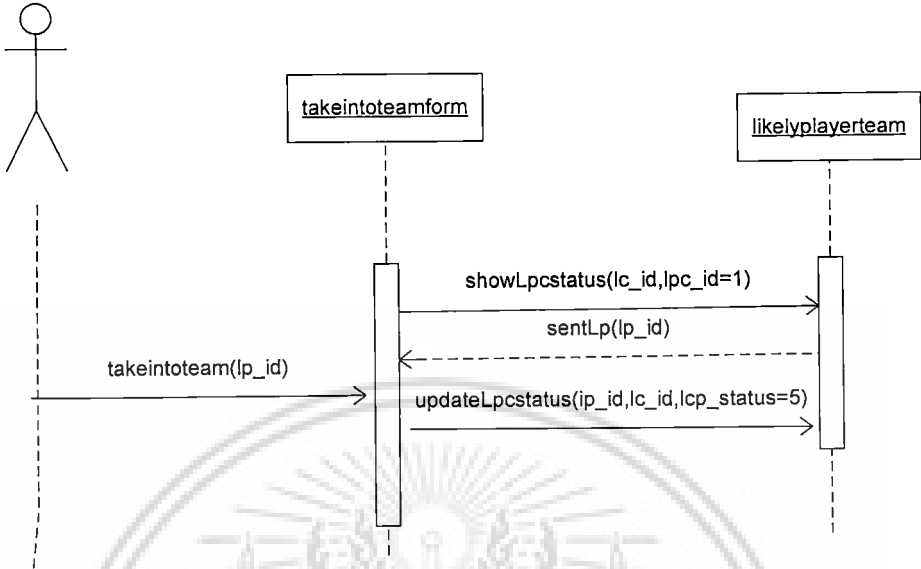 takeintoteamform
likelyplayerteam
showLpcstatus(lc_id,lpc_id=1)
sentLp(lp_id)
takeintoteam(lp_id)
updateLpcstatus(ip_id,lc_id,lcp_status=5)